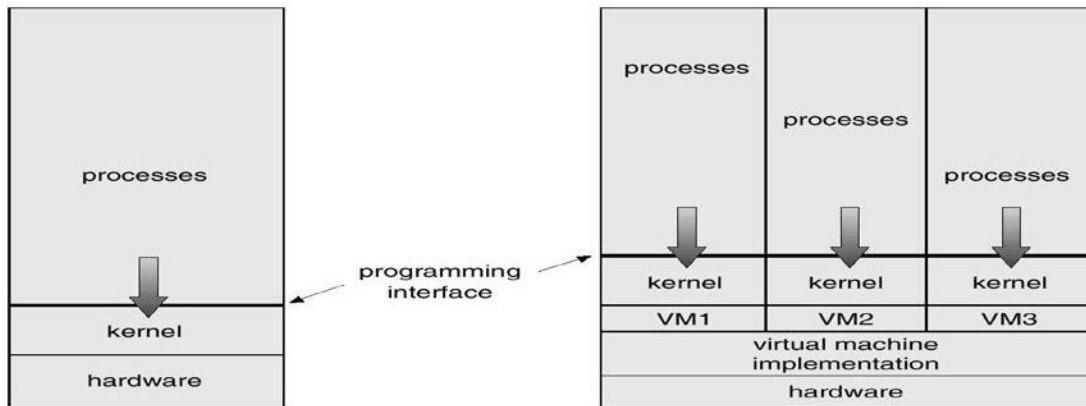 processes
kernel
hardware
programming
interface
processes
processes
processes
kernel
kernel
kernel
VM1
VM2
VM3
virtual machine
implementation
hardware